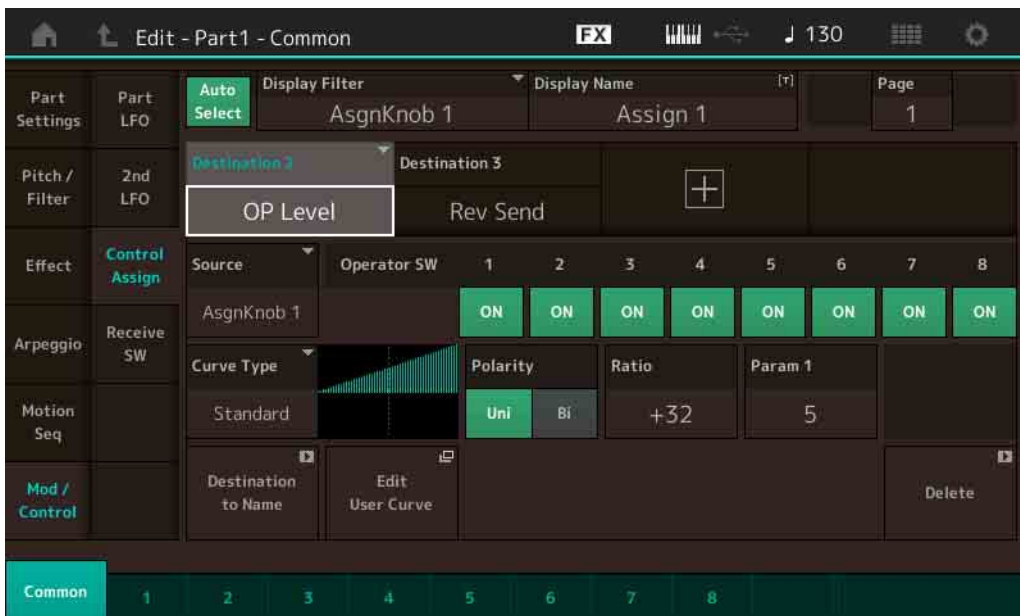 Edit - Part1 - Common
FX
130
Part Settings
Part LFO
Auto Select
Display Filter
AsgnKnob 1
Display Name
[T]
Assign 1
Page
1
Pitch / Filter
2nd LFO
Destination 2
OP Level
Destination 3
Rev Send
+
Effect
Control Assign
Source
AsgnKnob 1
Operator SW
1 2 3 4 5 6 7 8
ON ON ON ON ON ON ON ON
Arpeggio
Receive SW
Curve Type
Standard
Polarity
Uni
Bi
Ratio
+32
Param 1
5
Motion Seq
Mod / Control
Destination to Name
Edit User Curve
Delete
Common
1 2 3 4 5 6 7 8